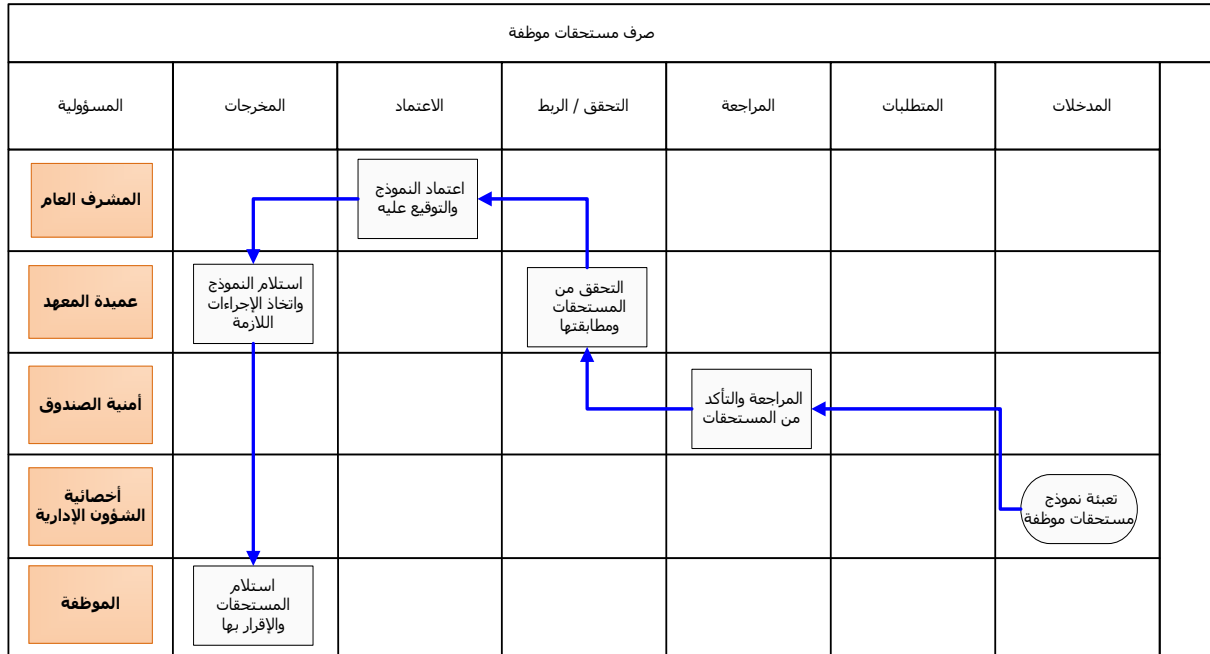 صرف مستحقات موظفة
المدخلات
المتطلبات
المراجعة
التحقق / الربط
الاعتماد
المخرجات
المسؤولية
اعتماد النموذج
والتوقيع عليه
المشرف العام
التحقق من
المستحقات
ومطابقتها
استلام النموذج
واتخاذ الإجراءات
اللازمة
عميدة المعهد
المراجعة والتأكد
من المستحقات
أمنية الصندوق
تعبئة نموذج
مستحقات موظفة
أخصائية
الشؤون الإدارية
استلام
المستحقات
والإقرار بها
الموظفة